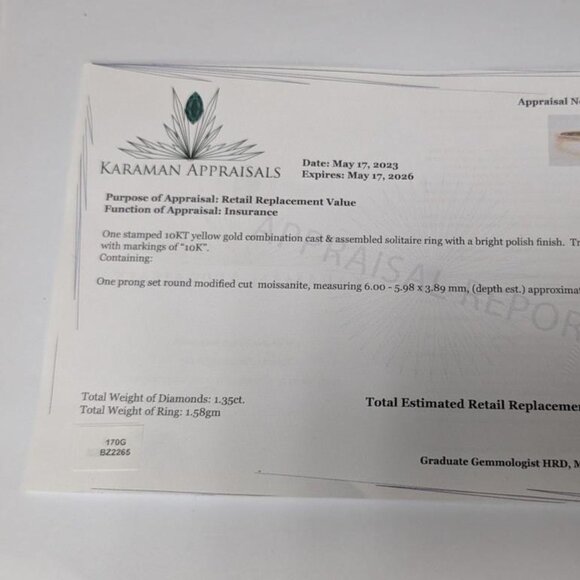 Appraisal N
KARAMAN APPRAISALS
Date: May 17, 2023
Expires: May 17, 2026
Purpose of Appraisal: Retail Replacement Value
Function of Appraisal: Insurance
One stamped 10KT yellow gold combination cast & assembled solitaire ring with a bright polish finish. Tr
with markings of "10K".
Containing:
One prong set round modified cut moissanite, measuring 6.00 - 5.98 x 3.89 mm, (depth est.) approxima
APPRAISAL REPOR
Total Weight of Diamonds: 1.35ct.
Total Weight of Ring: 1.58gm
Total Estimated Retail Replacemen
170G
BZ2265
Graduate Gemmologist HRD, M